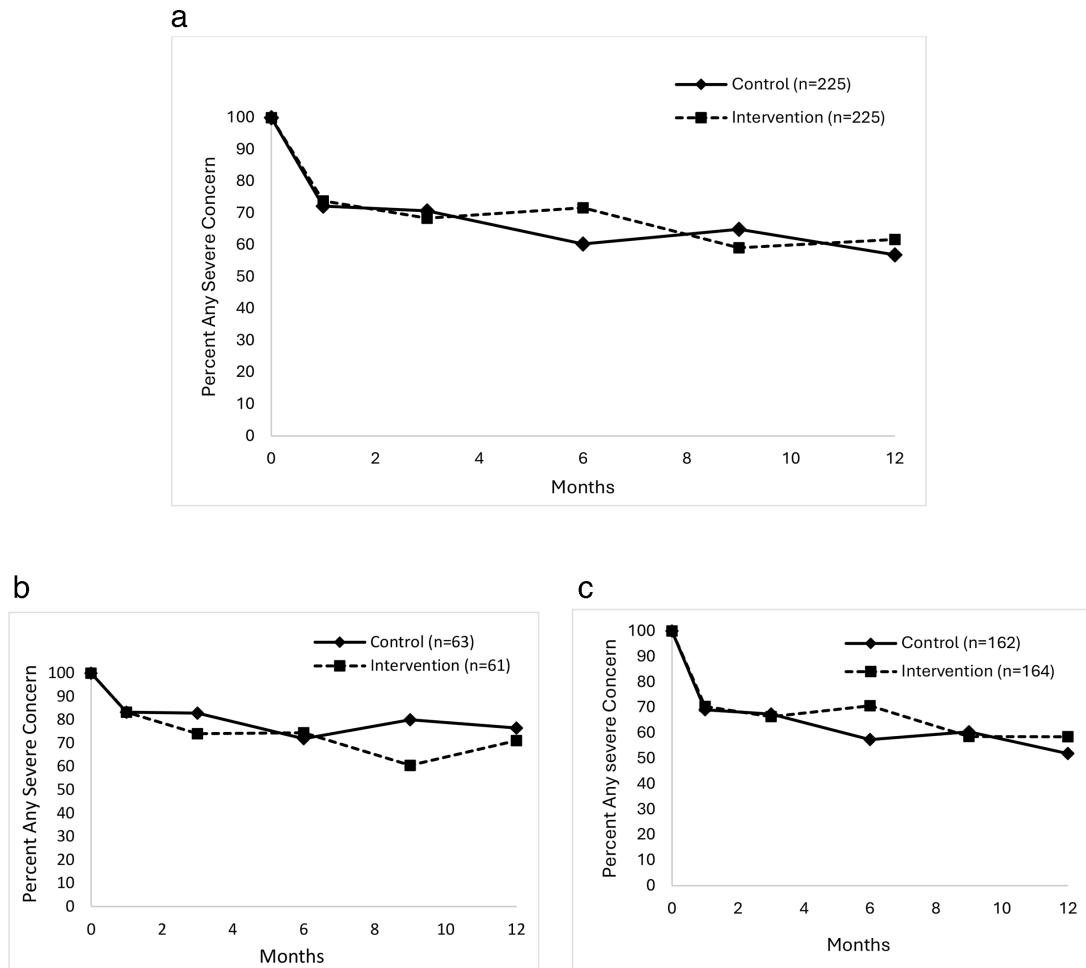 a
Control (n=225)
Intervention (n=225)
Percent Any Severe Concern
100
90
80
70
60
50
40
30
20
10
0
0 2 4 6 8 10 12
Months
b
Control (n=63)
Intervention (n=61)
Percent Any Severe Concern
100
90
80
70
60
50
40
30
20
10
0
0 2 4 6 8 10 12
Months
c
Control (n=162)
Intervention (n=164)
Percent Any severe Concern
100
90
80
70
60
50
40
30
20
10
0
0 2 4 6 8 10 12
Months